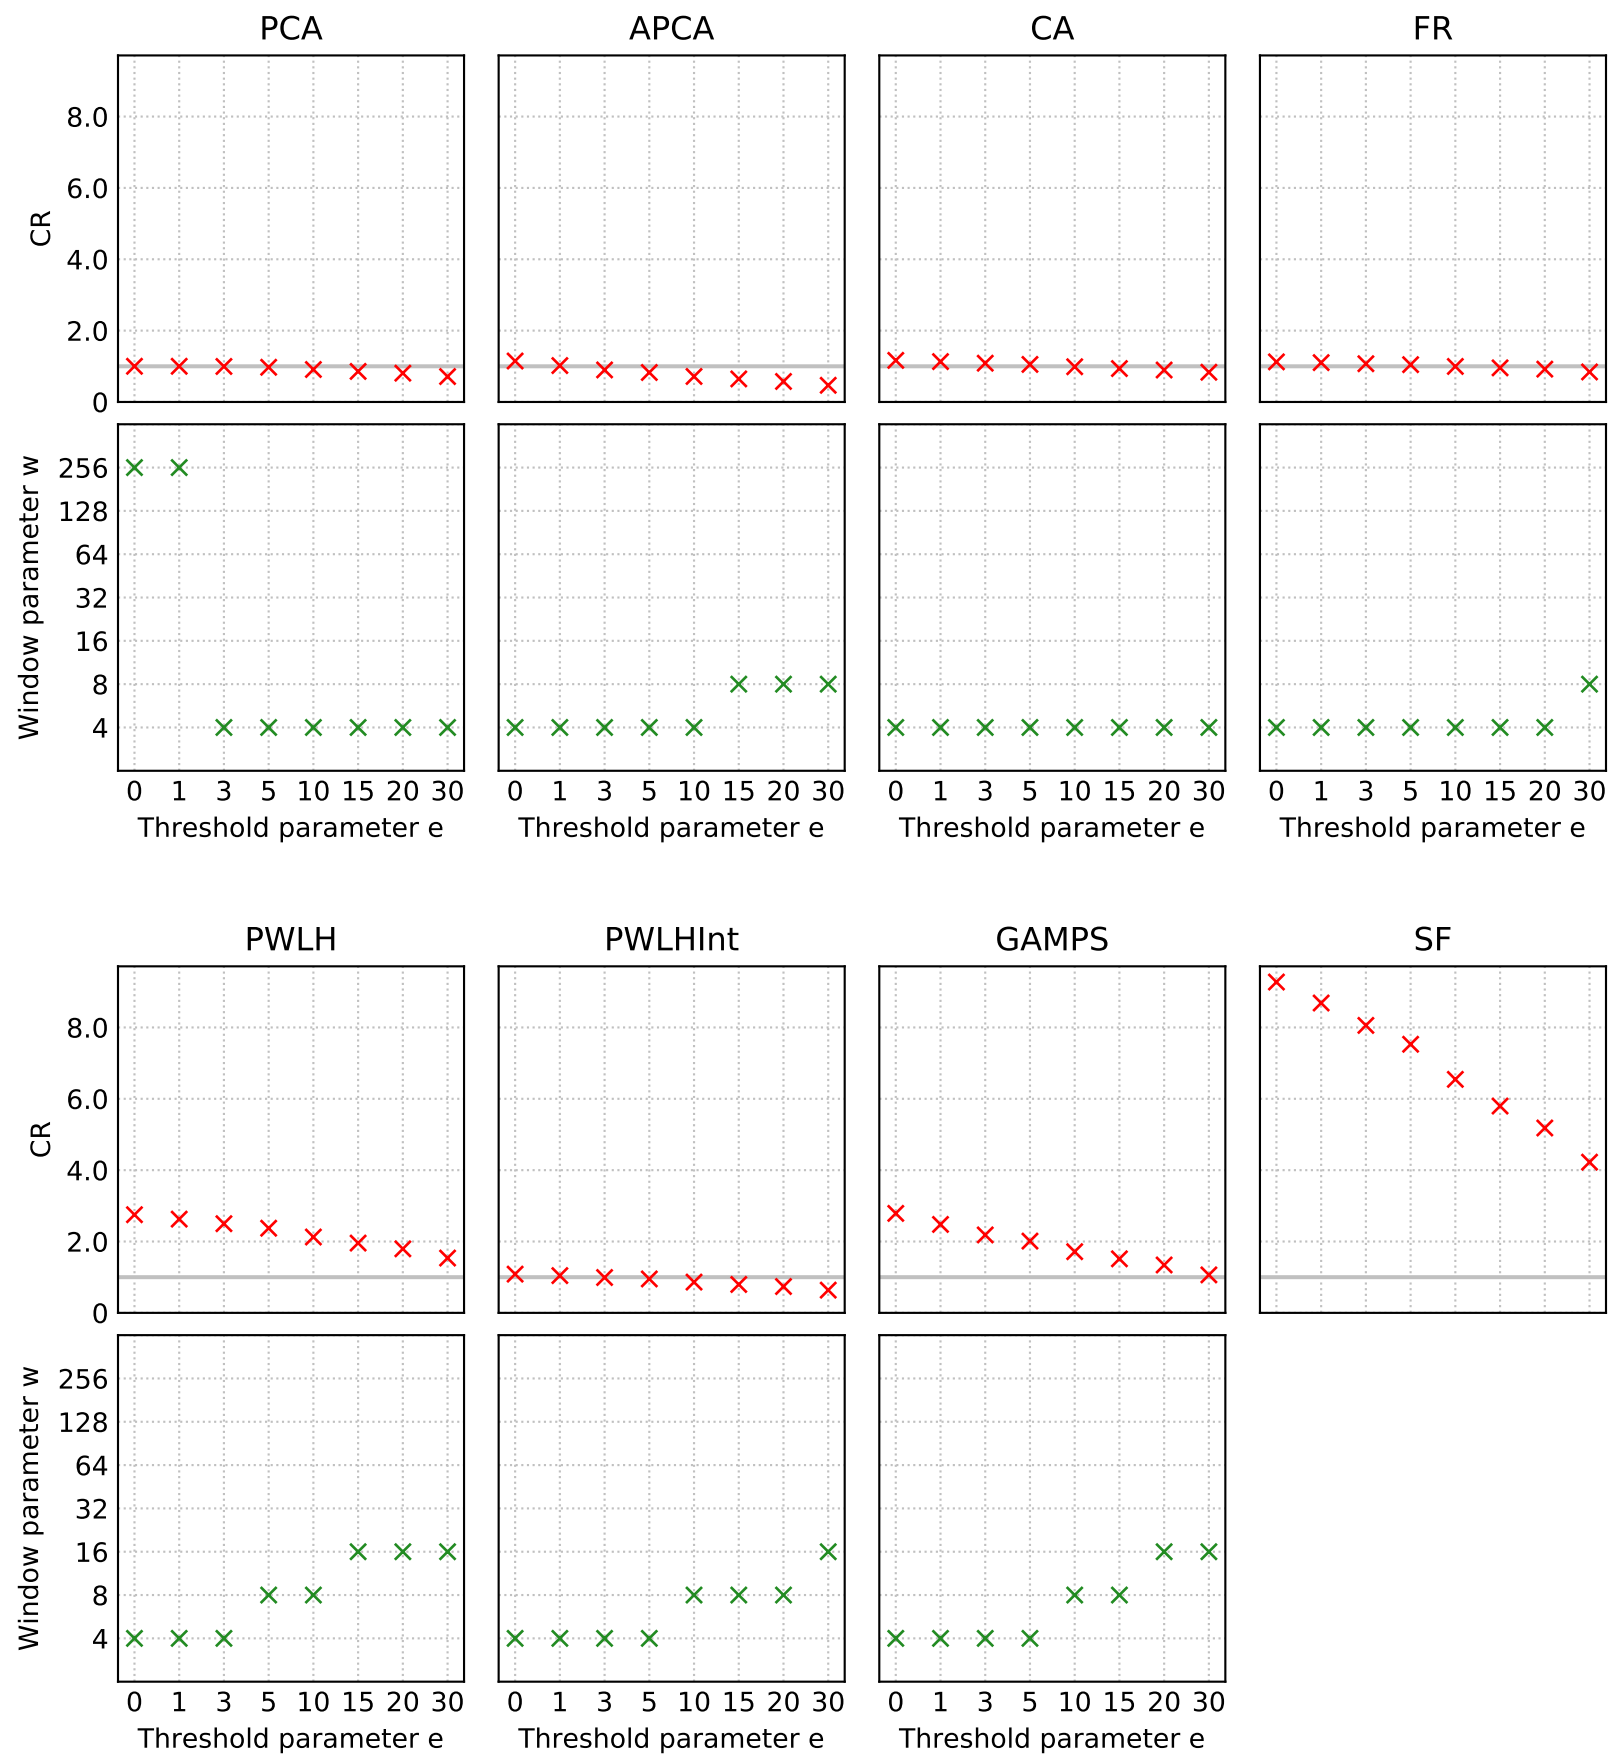 PCA APCA CA FR
8.0
6.0
4.0
2.0
0
CR
256
128
64
32
16
8
4
Window parameter w
0 1 3 5 10 15 20 30 0 1 3 5 10 15 20 30 0 1 3 5 10 15 20 30 0 1 3 5 10 15 20 30
Threshold parameter e Threshold parameter e Threshold parameter e Threshold parameter e
PWLH PWLHInt GAMPS SF
8.0
6.0
4.0
2.0
0
CR
256
128
64
32
16
8
4
Window parameter w
0 1 3 5 10 15 20 30 0 1 3 5 10 15 20 30 0 1 3 5 10 15 20 30
Threshold parameter e Threshold parameter e Threshold parameter e